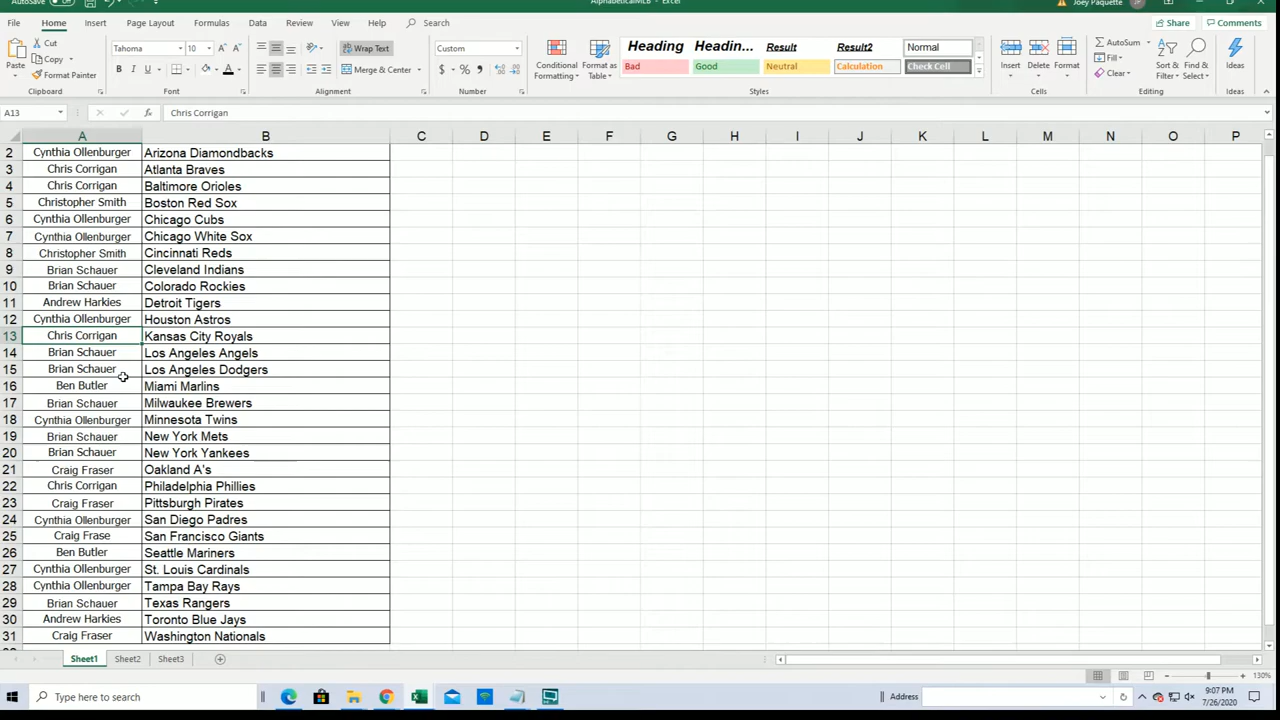 AlphabeticalMLB - Excel
Joey Paquette JP
File Home Insert Page Layout Formulas Data Review View Help Search Share Comments
Paste Cut Copy Format Painter Clipboard
Tahoma 10 B I U A Font
Wrap Text Merge & Center Alignment
Custom $ % Number
Conditional Formatting Format as Table
Heading Headin... Result Result2 Normal
Bad Good Neutral Calculation Check Cell
Styles
Insert Delete Format Cells
AutoSum Fill Clear Sort & Filter Find & Select Editing
Ideas Ideas
A13 fx Chris Corrigan
A B C D E F G H I J K L M N O P
2 Cynthia Ollenburger Arizona Diamondbacks
3 Chris Corrigan Atlanta Braves
4 Chris Corrigan Baltimore Orioles
5 Christopher Smith Boston Red Sox
6 Cynthia Ollenburger Chicago Cubs
7 Cynthia Ollenburger Chicago White Sox
8 Christopher Smith Cincinnati Reds
9 Brian Schauer Cleveland Indians
10 Brian Schauer Colorado Rockies
11 Andrew Harkies Detroit Tigers
12 Cynthia Ollenburger Houston Astros
13 Chris Corrigan Kansas City Royals
14 Brian Schauer Los Angeles Angels
15 Brian Schauer Los Angeles Dodgers
16 Ben Butler Miami Marlins
17 Brian Schauer Milwaukee Brewers
18 Cynthia Ollenburger Minnesota Twins
19 Brian Schauer New York Mets
20 Brian Schauer New York Yankees
21 Craig Fraser Oakland A's
22 Chris Corrigan Philadelphia Phillies
23 Craig Fraser Pittsburgh Pirates
24 Cynthia Ollenburger San Diego Padres
25 Craig Frase San Francisco Giants
26 Ben Butler Seattle Mariners
27 Cynthia Ollenburger St. Louis Cardinals
28 Cynthia Ollenburger Tampa Bay Rays
29 Brian Schauer Texas Rangers
30 Andrew Harkies Toronto Blue Jays
31 Craig Fraser Washington Nationals
Sheet1 Sheet2 Sheet3
130%
Type here to search Address 9:07 PM
7/26/2020